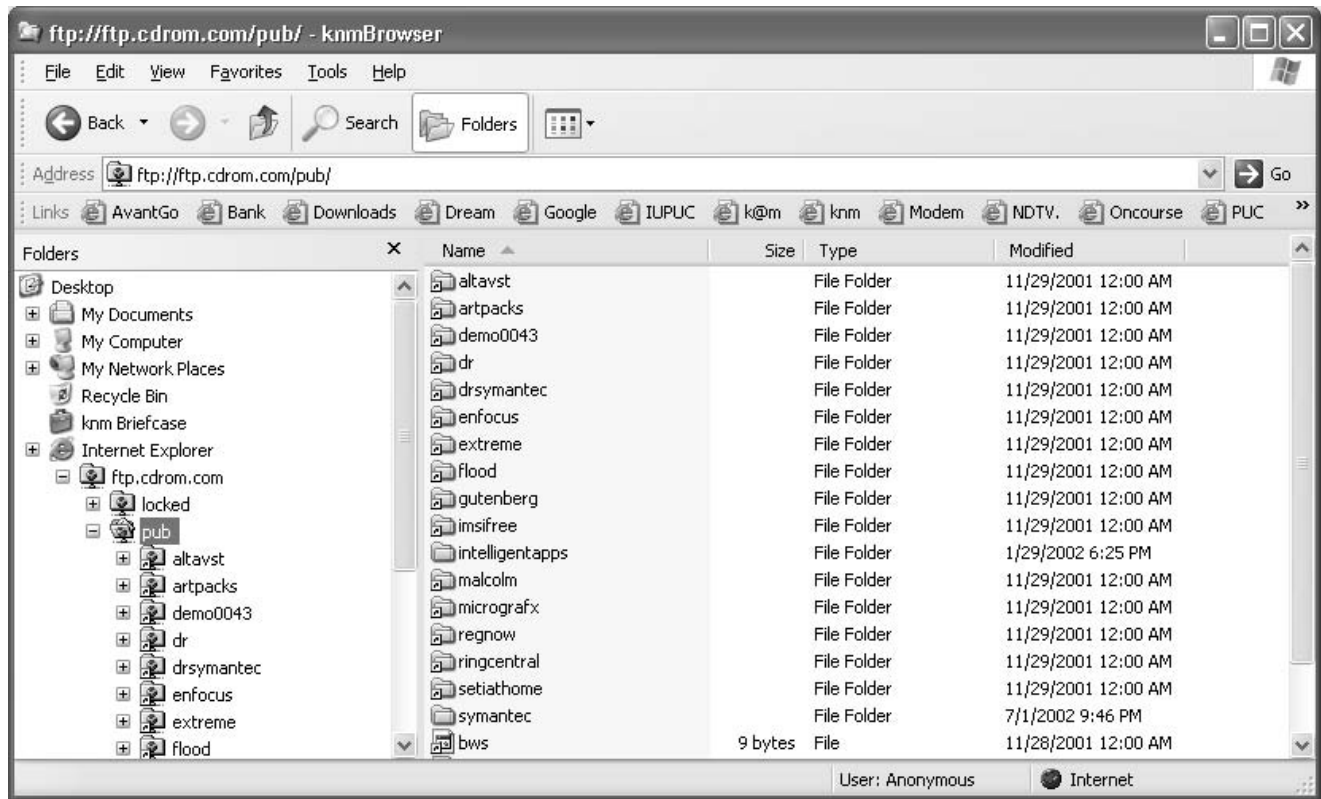 ftp://ftp.cdrom.com/pub/ - knmBrowser
File Edit View Favorites Tools Help
Back Search Folders
Address ftp://ftp.cdrom.com/pub/ Go
Links AvantGo Bank Downloads Dream Google IUPUC k@m knm Modem NDTV. Oncourse PUC »
Folders
Desktop
My Documents
My Computer
My Network Places
Recycle Bin
knm Briefcase
Internet Explorer
ftp.cdrom.com
locked
pub
altavst
artpacks
demo0043
dr
drsymantec
enfocus
extreme
flood
Name Size Type Modified
altavst File Folder 11/29/2001 12:00 AM
artpacks File Folder 11/29/2001 12:00 AM
demo0043 File Folder 11/29/2001 12:00 AM
dr File Folder 11/29/2001 12:00 AM
drsymantec File Folder 11/29/2001 12:00 AM
enfocus File Folder 11/29/2001 12:00 AM
extreme File Folder 11/29/2001 12:00 AM
flood File Folder 11/29/2001 12:00 AM
gutenberg File Folder 11/29/2001 12:00 AM
imsifree File Folder 11/29/2001 12:00 AM
intelligentapps File Folder 1/29/2002 6:25 PM
malcolm File Folder 11/29/2001 12:00 AM
micrografx File Folder 11/29/2001 12:00 AM
regnow File Folder 11/29/2001 12:00 AM
ringcentral File Folder 11/29/2001 12:00 AM
setiathome File Folder 11/29/2001 12:00 AM
symantec File Folder 7/1/2002 9:46 PM
bws 9 bytes File 11/28/2001 12:00 AM
User: Anonymous Internet